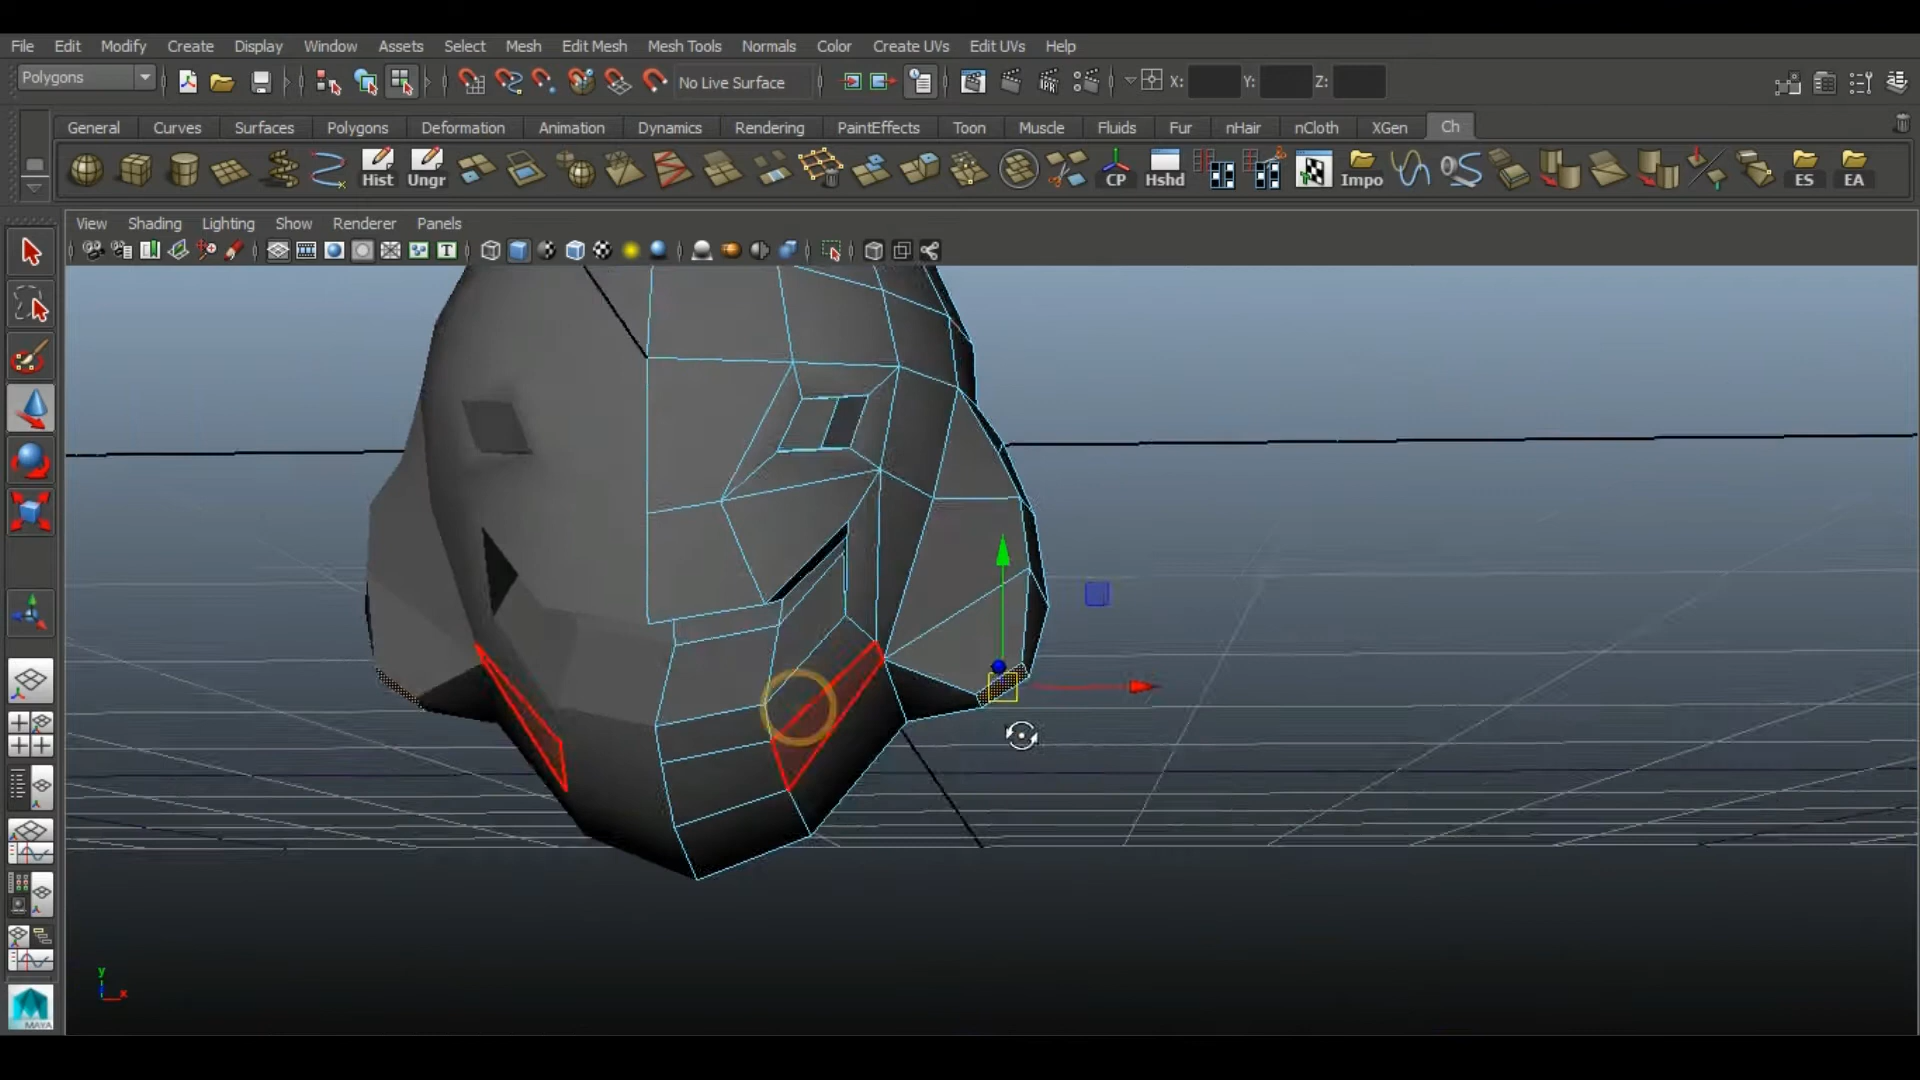 File Edit Modify Create Display Window Assets Select Mesh Edit Mesh Mesh Tools Normals Color Create UVs Edit UVs Help
Polygons No Live Surface X: Y: Z:
General Curves Surfaces Polygons Deformation Animation Dynamics Rendering PaintEffects Toon Muscle Fluids Fur nHair nCloth XGen Ch
Hist Ungr CP Hshd Impo ES EA
View Shading Lighting Show Renderer Panels
T
y
x
MAYA